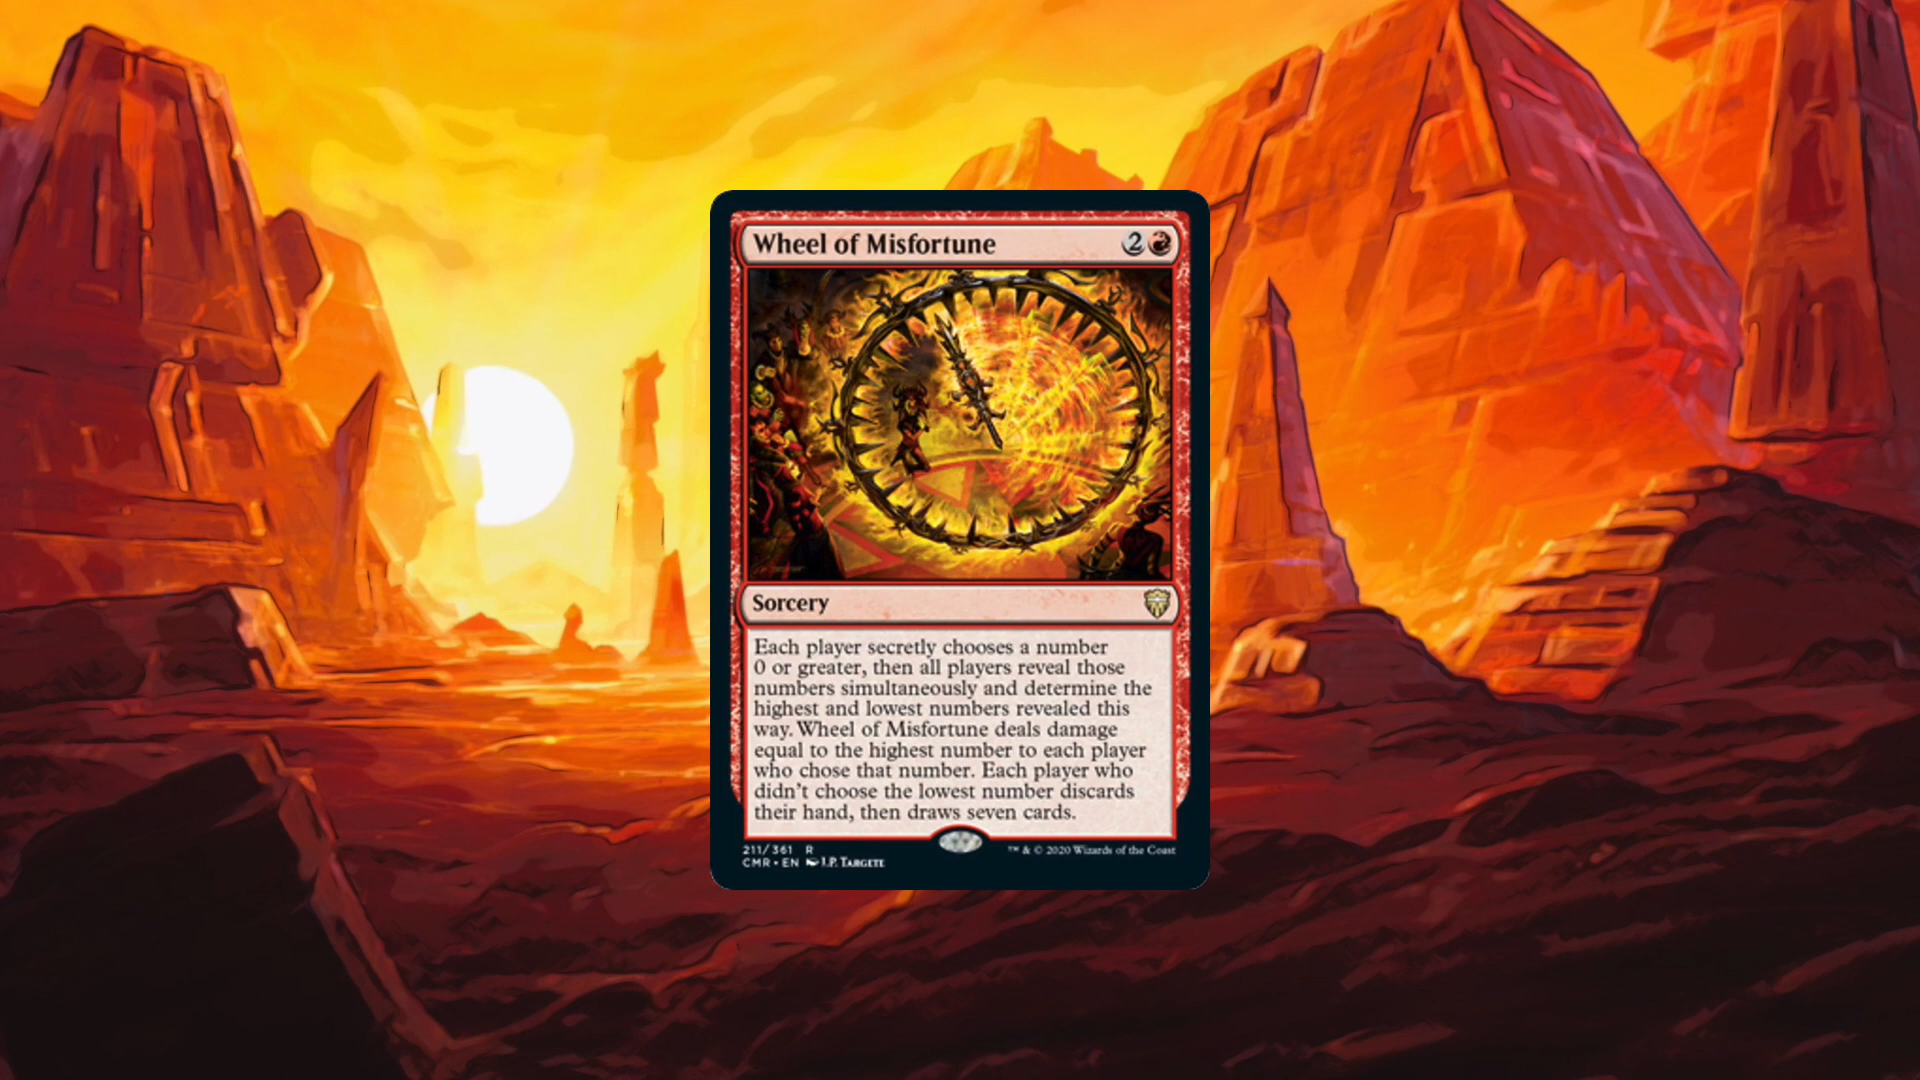 Wheel of Misfortune 2
Sorcery
Each player secretly chooses a number
0 or greater, then all players reveal those
numbers simultaneously and determine the
highest and lowest numbers revealed this
way. Wheel of Misfortune deals damage
equal to the highest number to each player
who chose that number. Each player who
didn't choose the lowest number discards
their hand, then draws seven cards.
211/361 R
™ & © 2020 Wizards of the Coast
CMR • EN J.P. Targete